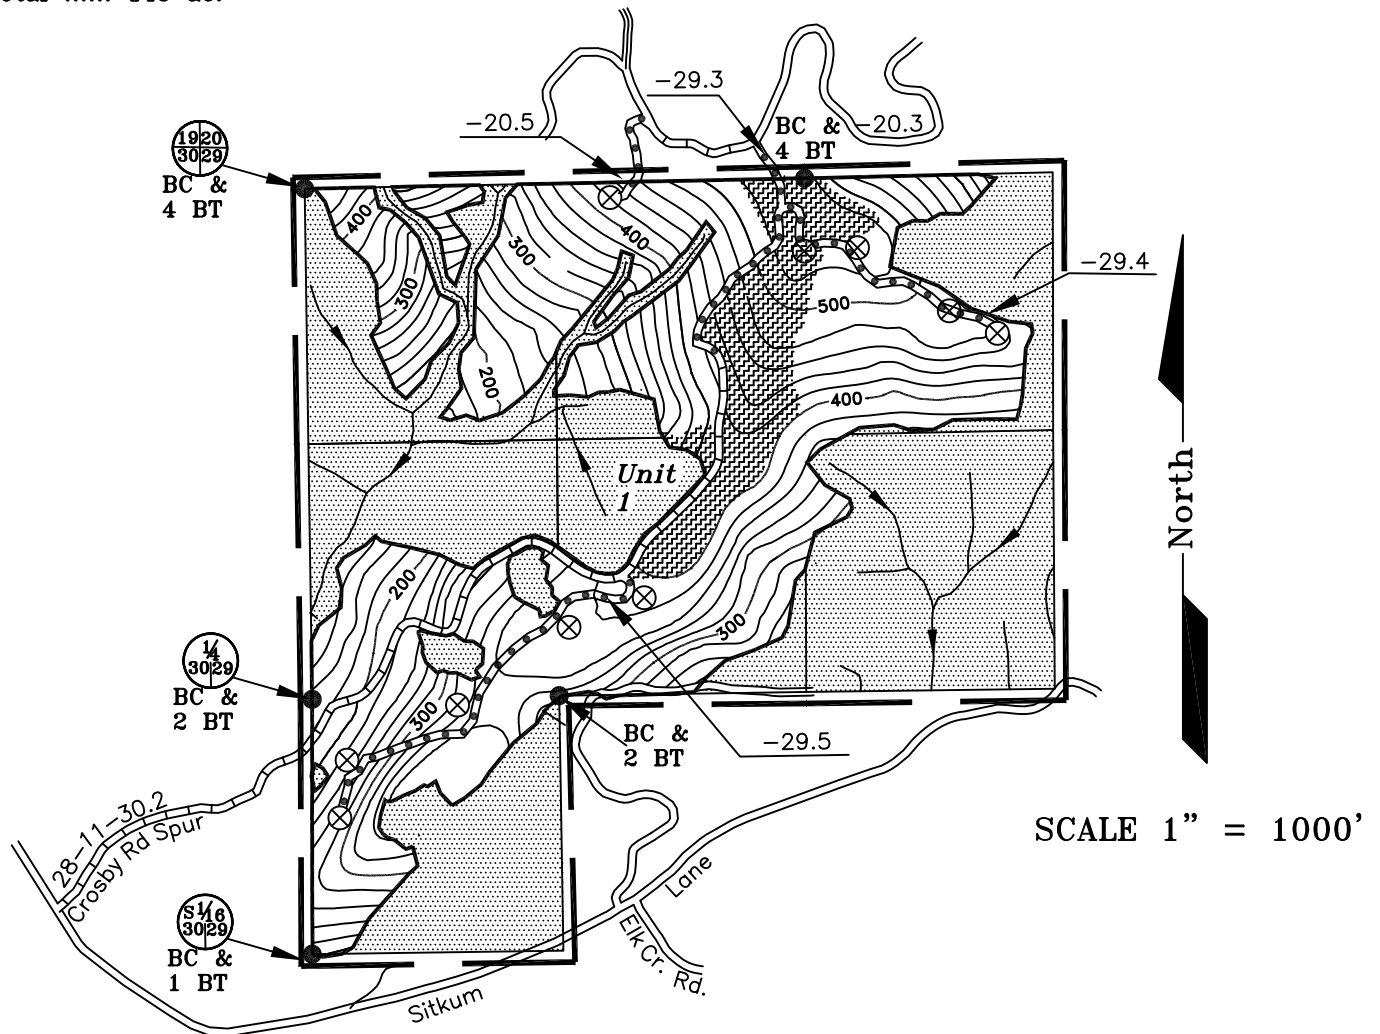 -29.3
-20.5
BC & -20.3
4 BT
19 20
30 29
BC &
4 BT
400
400
300
300
-29.4
500
200
400
Unit
1
North
200
300
1/4
30 29
BC &
2 BT
300
BC &
2 BT
-29.5
28-11-30.2
Crosby Rd Spur
SCALE 1” = 1000'
Lane
S 1/16
30 29
BC &
1 BT
Elk Cr. Rd.
Sitkum